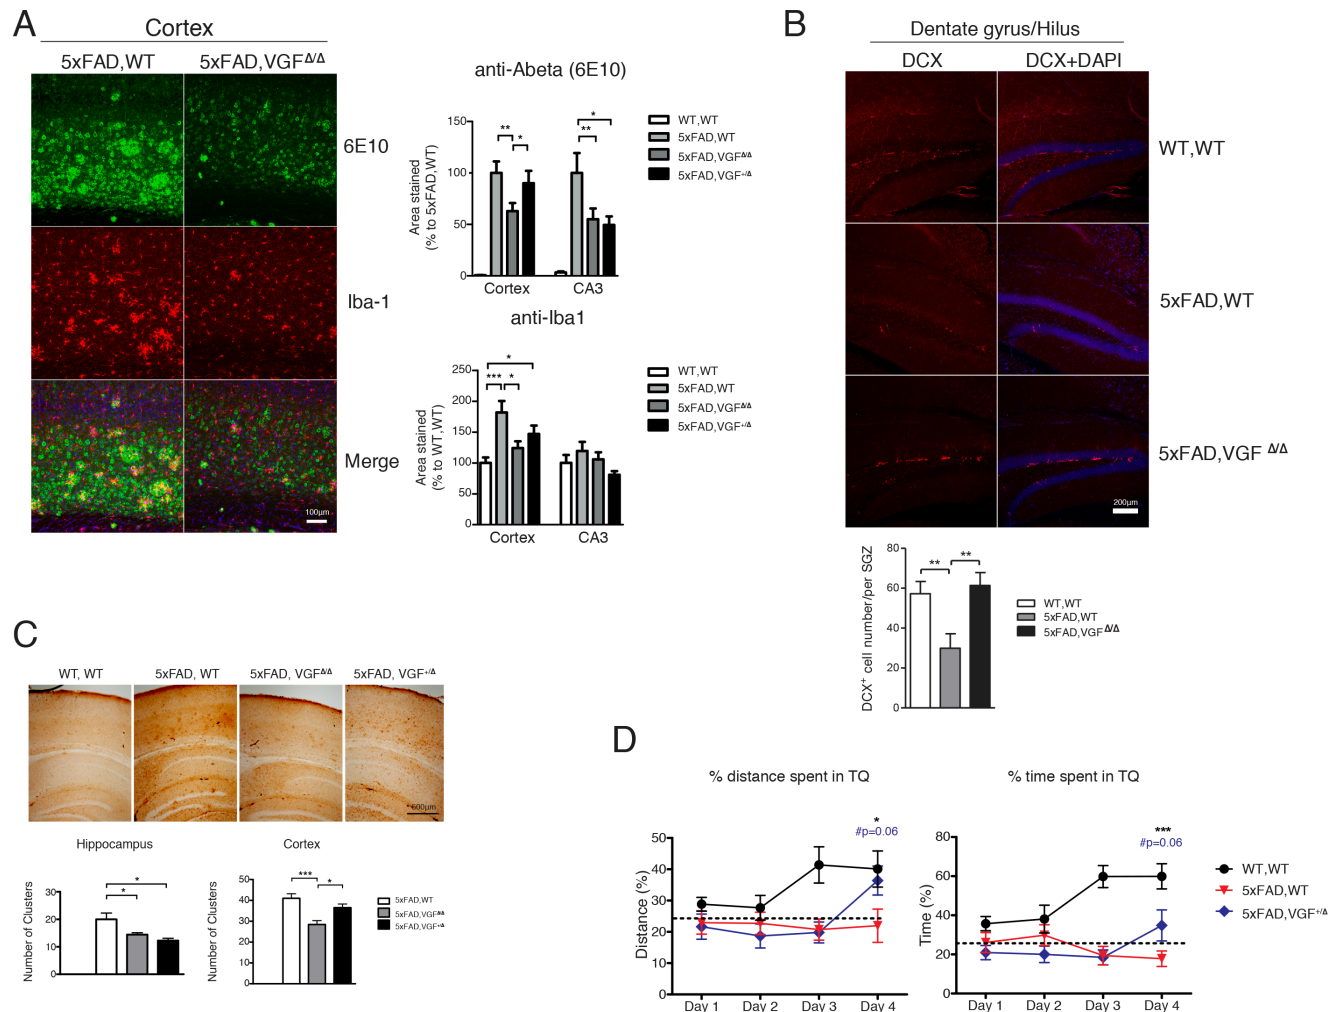 A
Cortex
5xFAD,WT
5xFAD,VGFΔ/Δ
6E10
Iba-1
Merge
100µm
anti-Abeta (6E10)
Area stained
(% to 5xFAD,WT)
150
100
50
0
**
*
**
*
Cortex
CA3
WT,WT
5xFAD,WT
5xFAD,VGFΔ/Δ
5xFAD,VGF+/Δ
anti-Iba1
Area stained
(% to WT,WT)
250
200
150
100
50
0
***
*
*
Cortex
CA3
WT,WT
5xFAD,WT
5xFAD,VGFΔ/Δ
5xFAD,VGF+/Δ
B
Dentate gyrus/Hilus
DCX
DCX+DAPI
WT,WT
5xFAD,WT
5xFAD,VGF Δ/Δ
200µm
DCX+ cell number/per SGZ
80
60
40
20
0
**
**
WT,WT
5xFAD,WT
5xFAD,VGFΔ/Δ
C
WT, WT
5xFAD, WT
5xFAD, VGFΔ/Δ
5xFAD, VGF+/Δ
600µm
Hippocampus
Number of Clusters
30
20
10
0
*
*
Cortex
Number of Clusters
50
40
30
20
10
0
***
*
5xFAD,WT
5xFAD,VGFΔ/Δ
5xFAD,VGF+/Δ
D
% distance spent in TQ
Distance (%)
50
40
30
20
10
0
*
#p=0.06
Day 1
Day 2
Day 3
Day 4
% time spent in TQ
Time (%)
80
60
40
20
0
***
#p=0.06
Day 1
Day 2
Day 3
Day 4
WT,WT
5xFAD,WT
5xFAD,VGF+/Δ